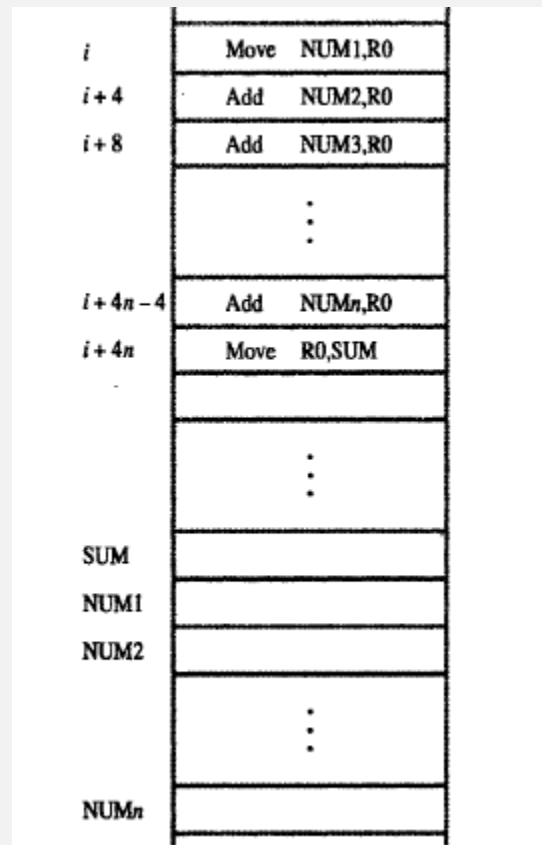 i Move NUM1,R0
i + 4 Add NUM2,R0
i + 8 Add NUM3,R0
i + 4n – 4 Add NUMn,R0
i + 4n Move R0,SUM
SUM
NUM1
NUM2
NUMn